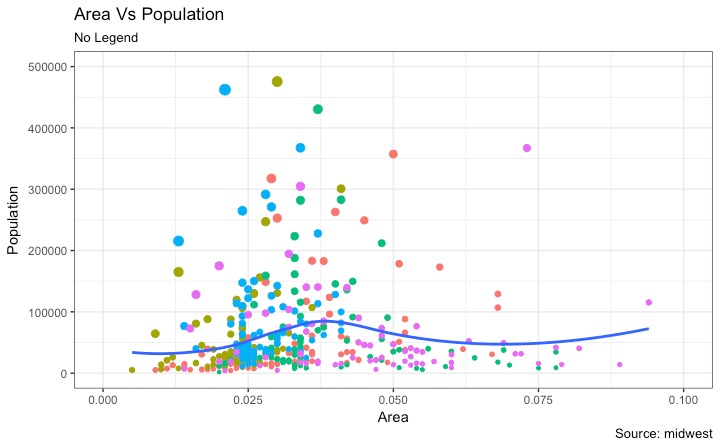 Area Vs Population
No Legend
500000
400000
300000
200000
100000
0
Population
0.000 0.025 0.050 0.075 0.100
Area
Source: midwest